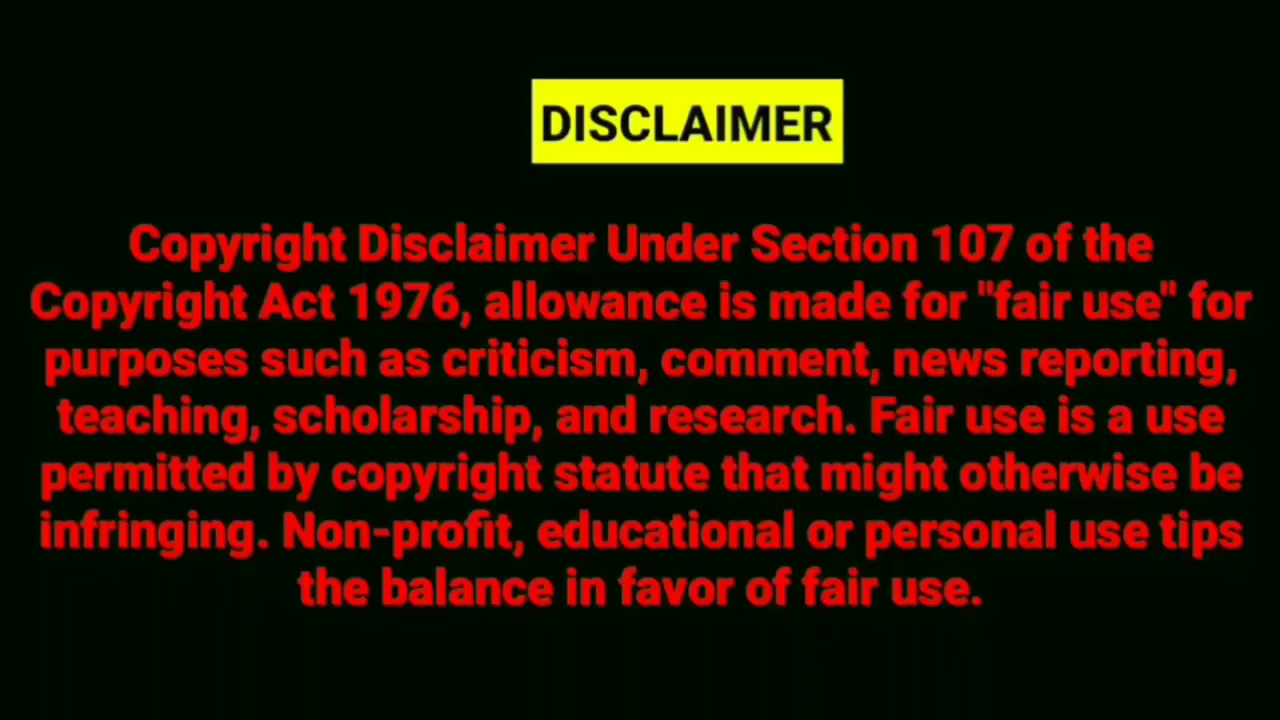 DISCLAIMER
Copyright Disclaimer Under Section 107 of the
Copyright Act 1976, allowance is made for "fair use" for
purposes such as criticism, comment, news reporting,
teaching, scholarship, and research. Fair use is a use
permitted by copyright statute that might otherwise be
infringing. Non-profit, educational or personal use tips
the balance in favor of fair use.